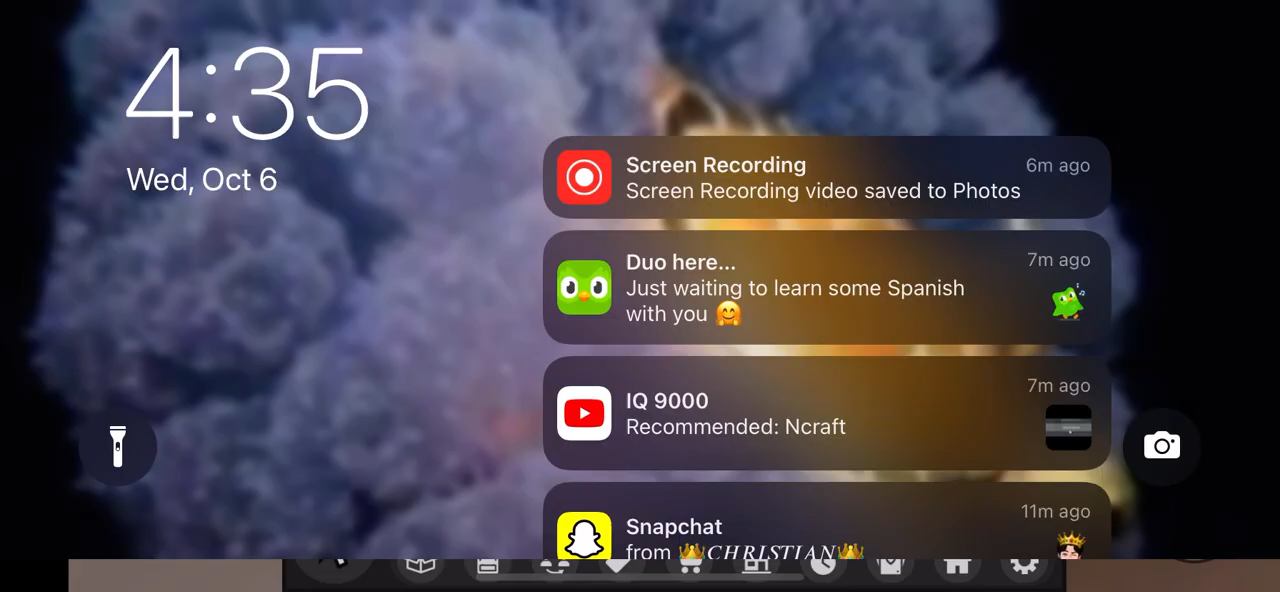 4:35
Wed, Oct 6
Screen Recording 6m ago
Screen Recording video saved to Photos
Duo here... 7m ago
Just waiting to learn some Spanish
with you 🤗
IQ 9000 7m ago
Recommended: Ncraft
Snapchat 11m ago
from 👑𝐶𝐻𝑅𝐼𝑆𝑇𝐼𝐴𝑁👑